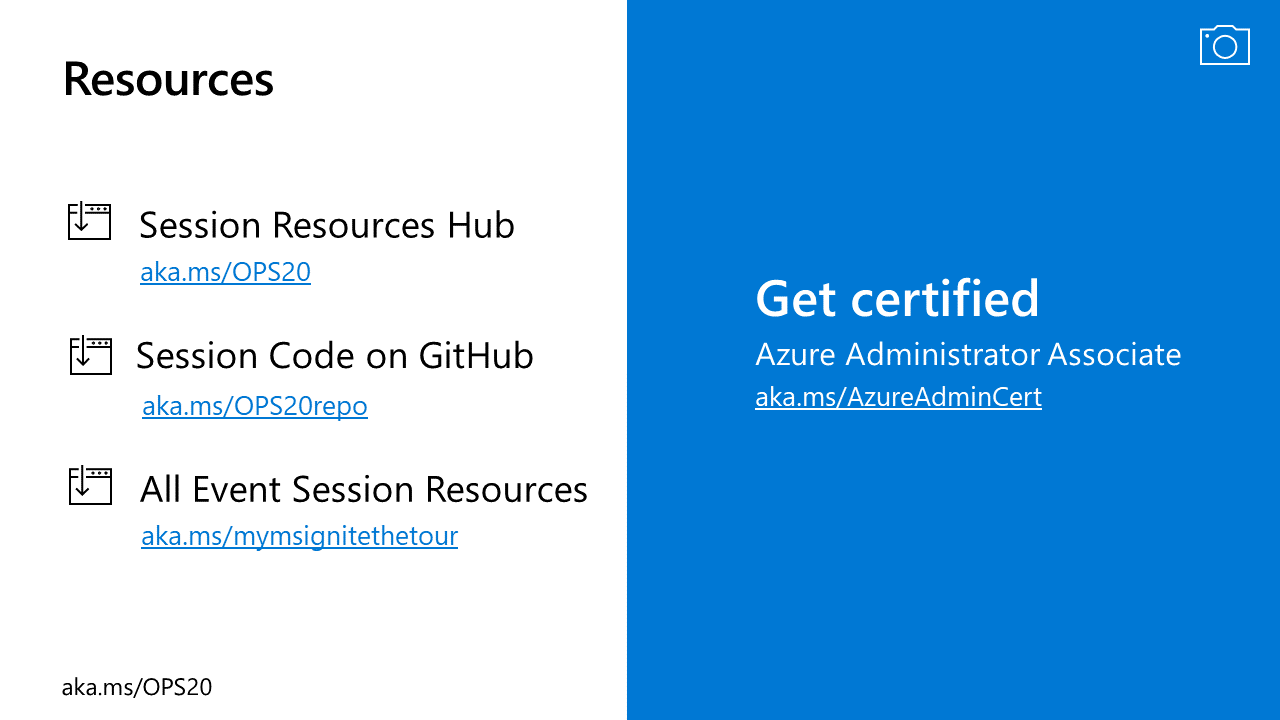 Resources
Session Resources Hub
aka.ms/OPS20
Session Code on GitHub
aka.ms/OPS20repo
All Event Session Resources
aka.ms/mymsignitethetour
aka.ms/OPS20
Get certified
Azure Administrator Associate
aka.ms/AzureAdminCert